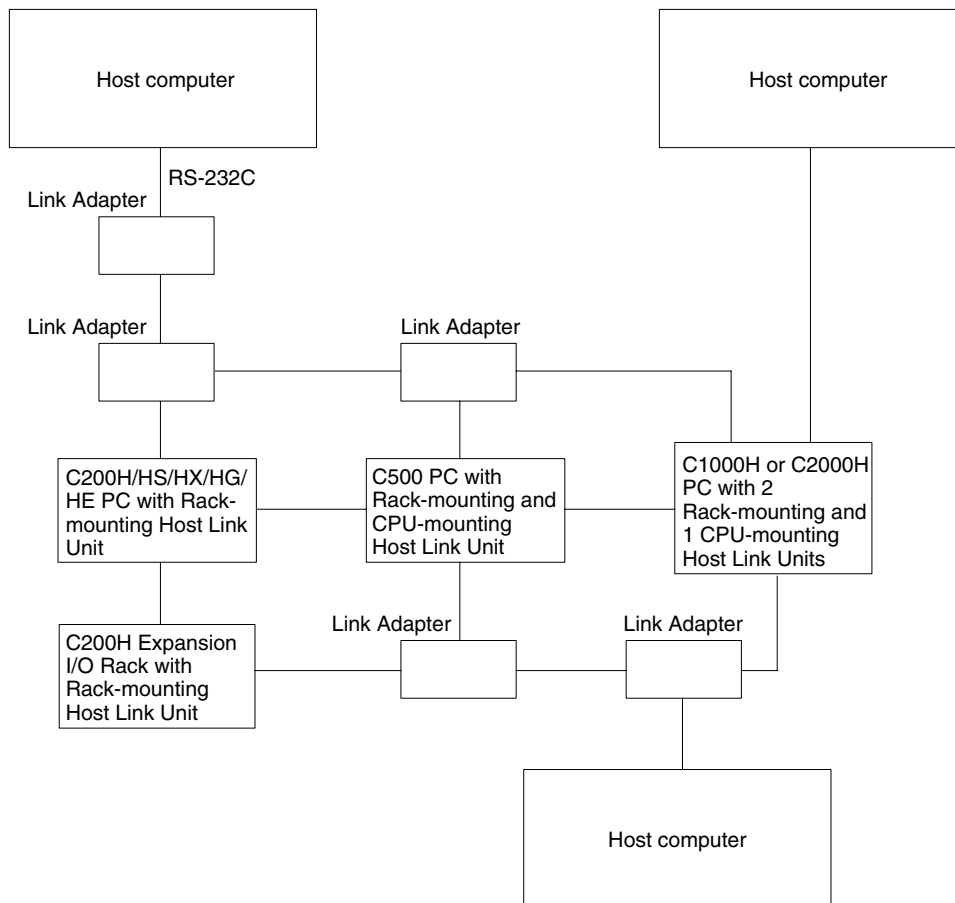 Host computer
Host computer
RS-232C
Link Adapter
Link Adapter
Link Adapter
C200H/HS/HX/HG/
HE PC with Rack-
mounting Host Link
Unit
C500 PC with
Rack-mounting and
CPU-mounting
Host Link Unit
C1000H or C2000H
PC with 2
Rack-mounting and
1 CPU-mounting
Host Link Units
Link Adapter
Link Adapter
C200H Expansion
I/O Rack with
Rack-mounting
Host Link Unit
Host computer